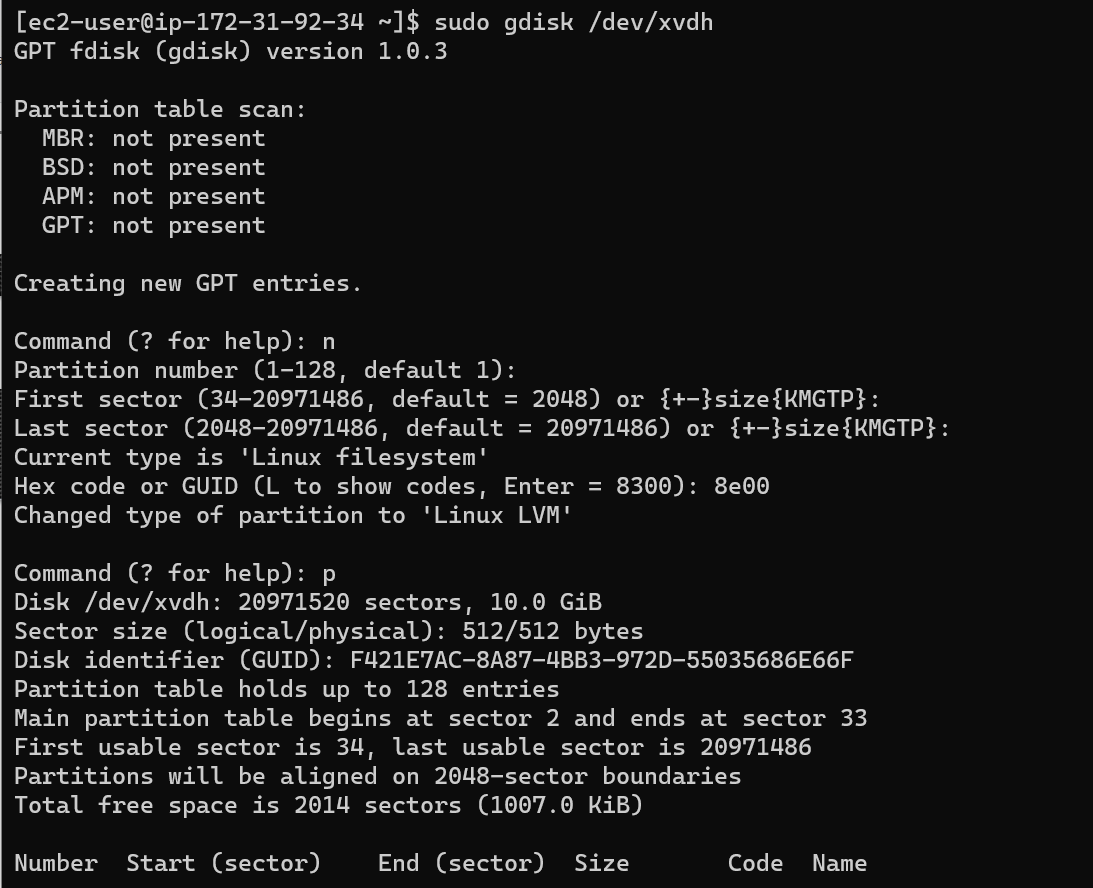 [ec2-user@ip-172-31-92-34 ~]$ sudo gdisk /dev/xvdh
GPT fdisk (gdisk) version 1.0.3

Partition table scan:
  MBR: not present
  BSD: not present
  APM: not present
  GPT: not present

Creating new GPT entries.

Command (? for help): n
Partition number (1-128, default 1):
First sector (34-20971486, default = 2048) or {+-}size{KMGTP}:
Last sector (2048-20971486, default = 20971486) or {+-}size{KMGTP}:
Current type is 'Linux filesystem'
Hex code or GUID (L to show codes, Enter = 8300): 8e00
Changed type of partition to 'Linux LVM'

Command (? for help): p
Disk /dev/xvdh: 20971520 sectors, 10.0 GiB
Sector size (logical/physical): 512/512 bytes
Disk identifier (GUID): F421E7AC-8A87-4BB3-972D-55035686E66F
Partition table holds up to 128 entries
Main partition table begins at sector 2 and ends at sector 33
First usable sector is 34, last usable sector is 20971486
Partitions will be aligned on 2048-sector boundaries
Total free space is 2014 sectors (1007.0 KiB)

Number  Start (sector)    End (sector)  Size       Code  Name